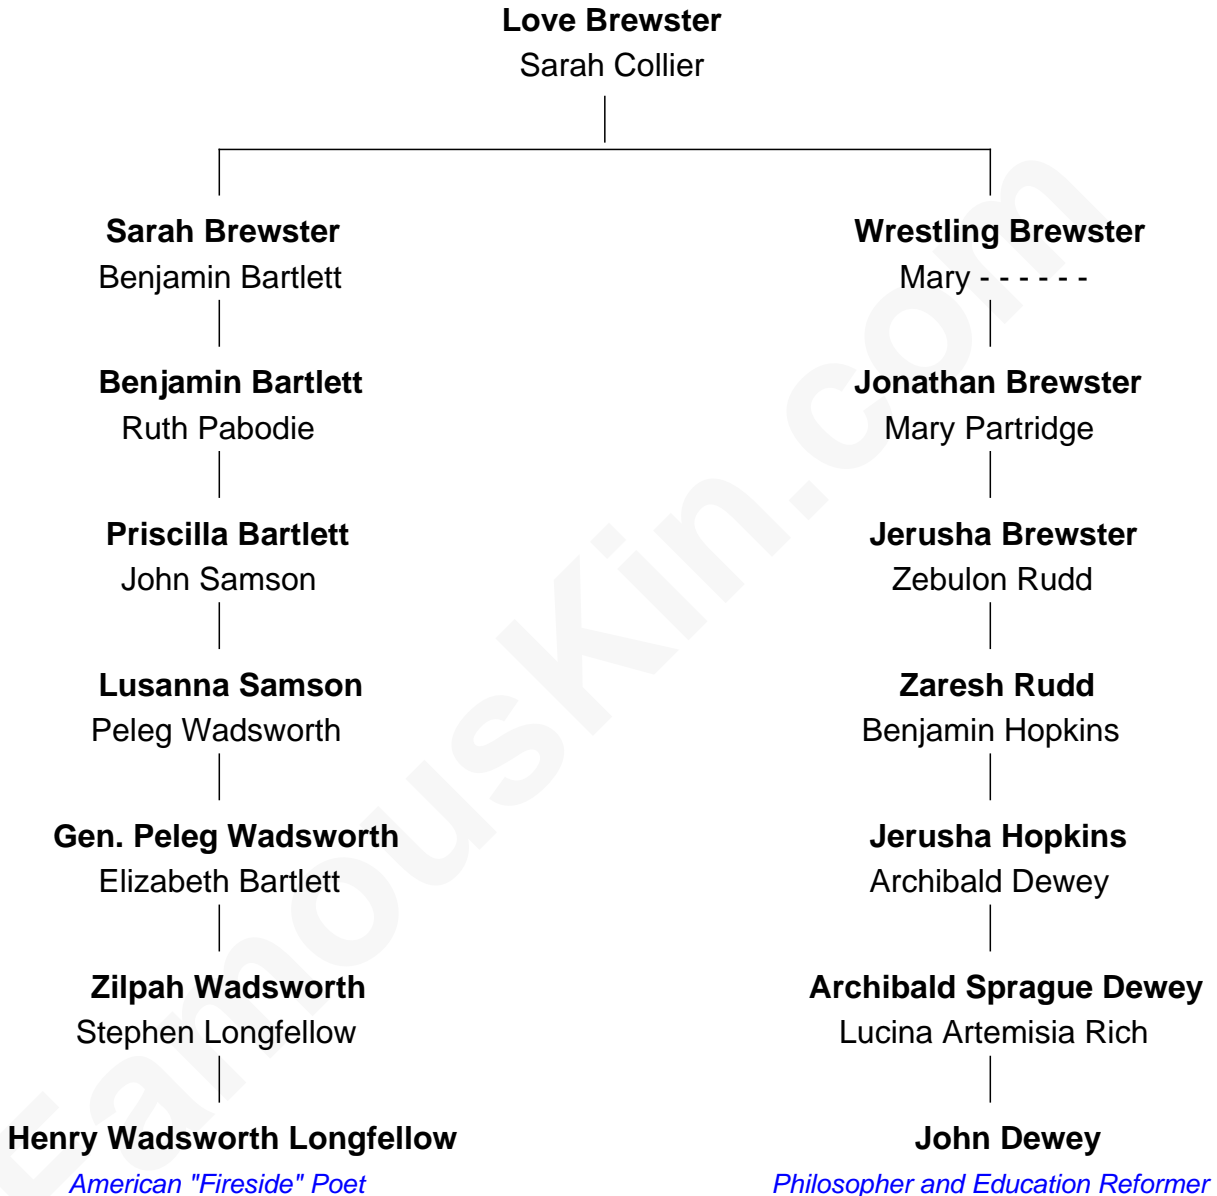 Love Brewster
Sarah Collier
Sarah Brewster
Benjamin Bartlett
Benjamin Bartlett
Ruth Pabodie
Priscilla Bartlett
John Samson
Lusanna Samson
Peleg Wadsworth
Gen. Peleg Wadsworth
Elizabeth Bartlett
Zilpah Wadsworth
Stephen Longfellow
Henry Wadsworth Longfellow
American "Fireside" Poet
Wrestling Brewster
Mary - - - - - -
Jonathan Brewster
Mary Partridge
Jerusha Brewster
Zebulon Rudd
Zaresh Rudd
Benjamin Hopkins
Jerusha Hopkins
Archibald Dewey
Archibald Sprague Dewey
Lucina Artemisia Rich
John Dewey
Philosopher and Education Reformer
FamousKin.com